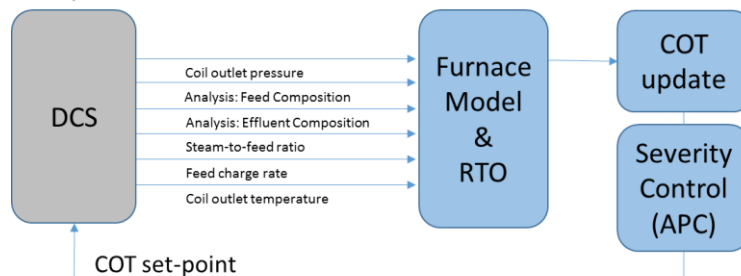 DCS
Coil outlet pressure
Analysis: Feed Composition
Analysis: Effluent Composition
Steam-to-feed ratio
Feed charge rate
Coil outlet temperature
Furnace
Model
&
RTO
COT
update
Severity
Control
(APC)
COT set-point